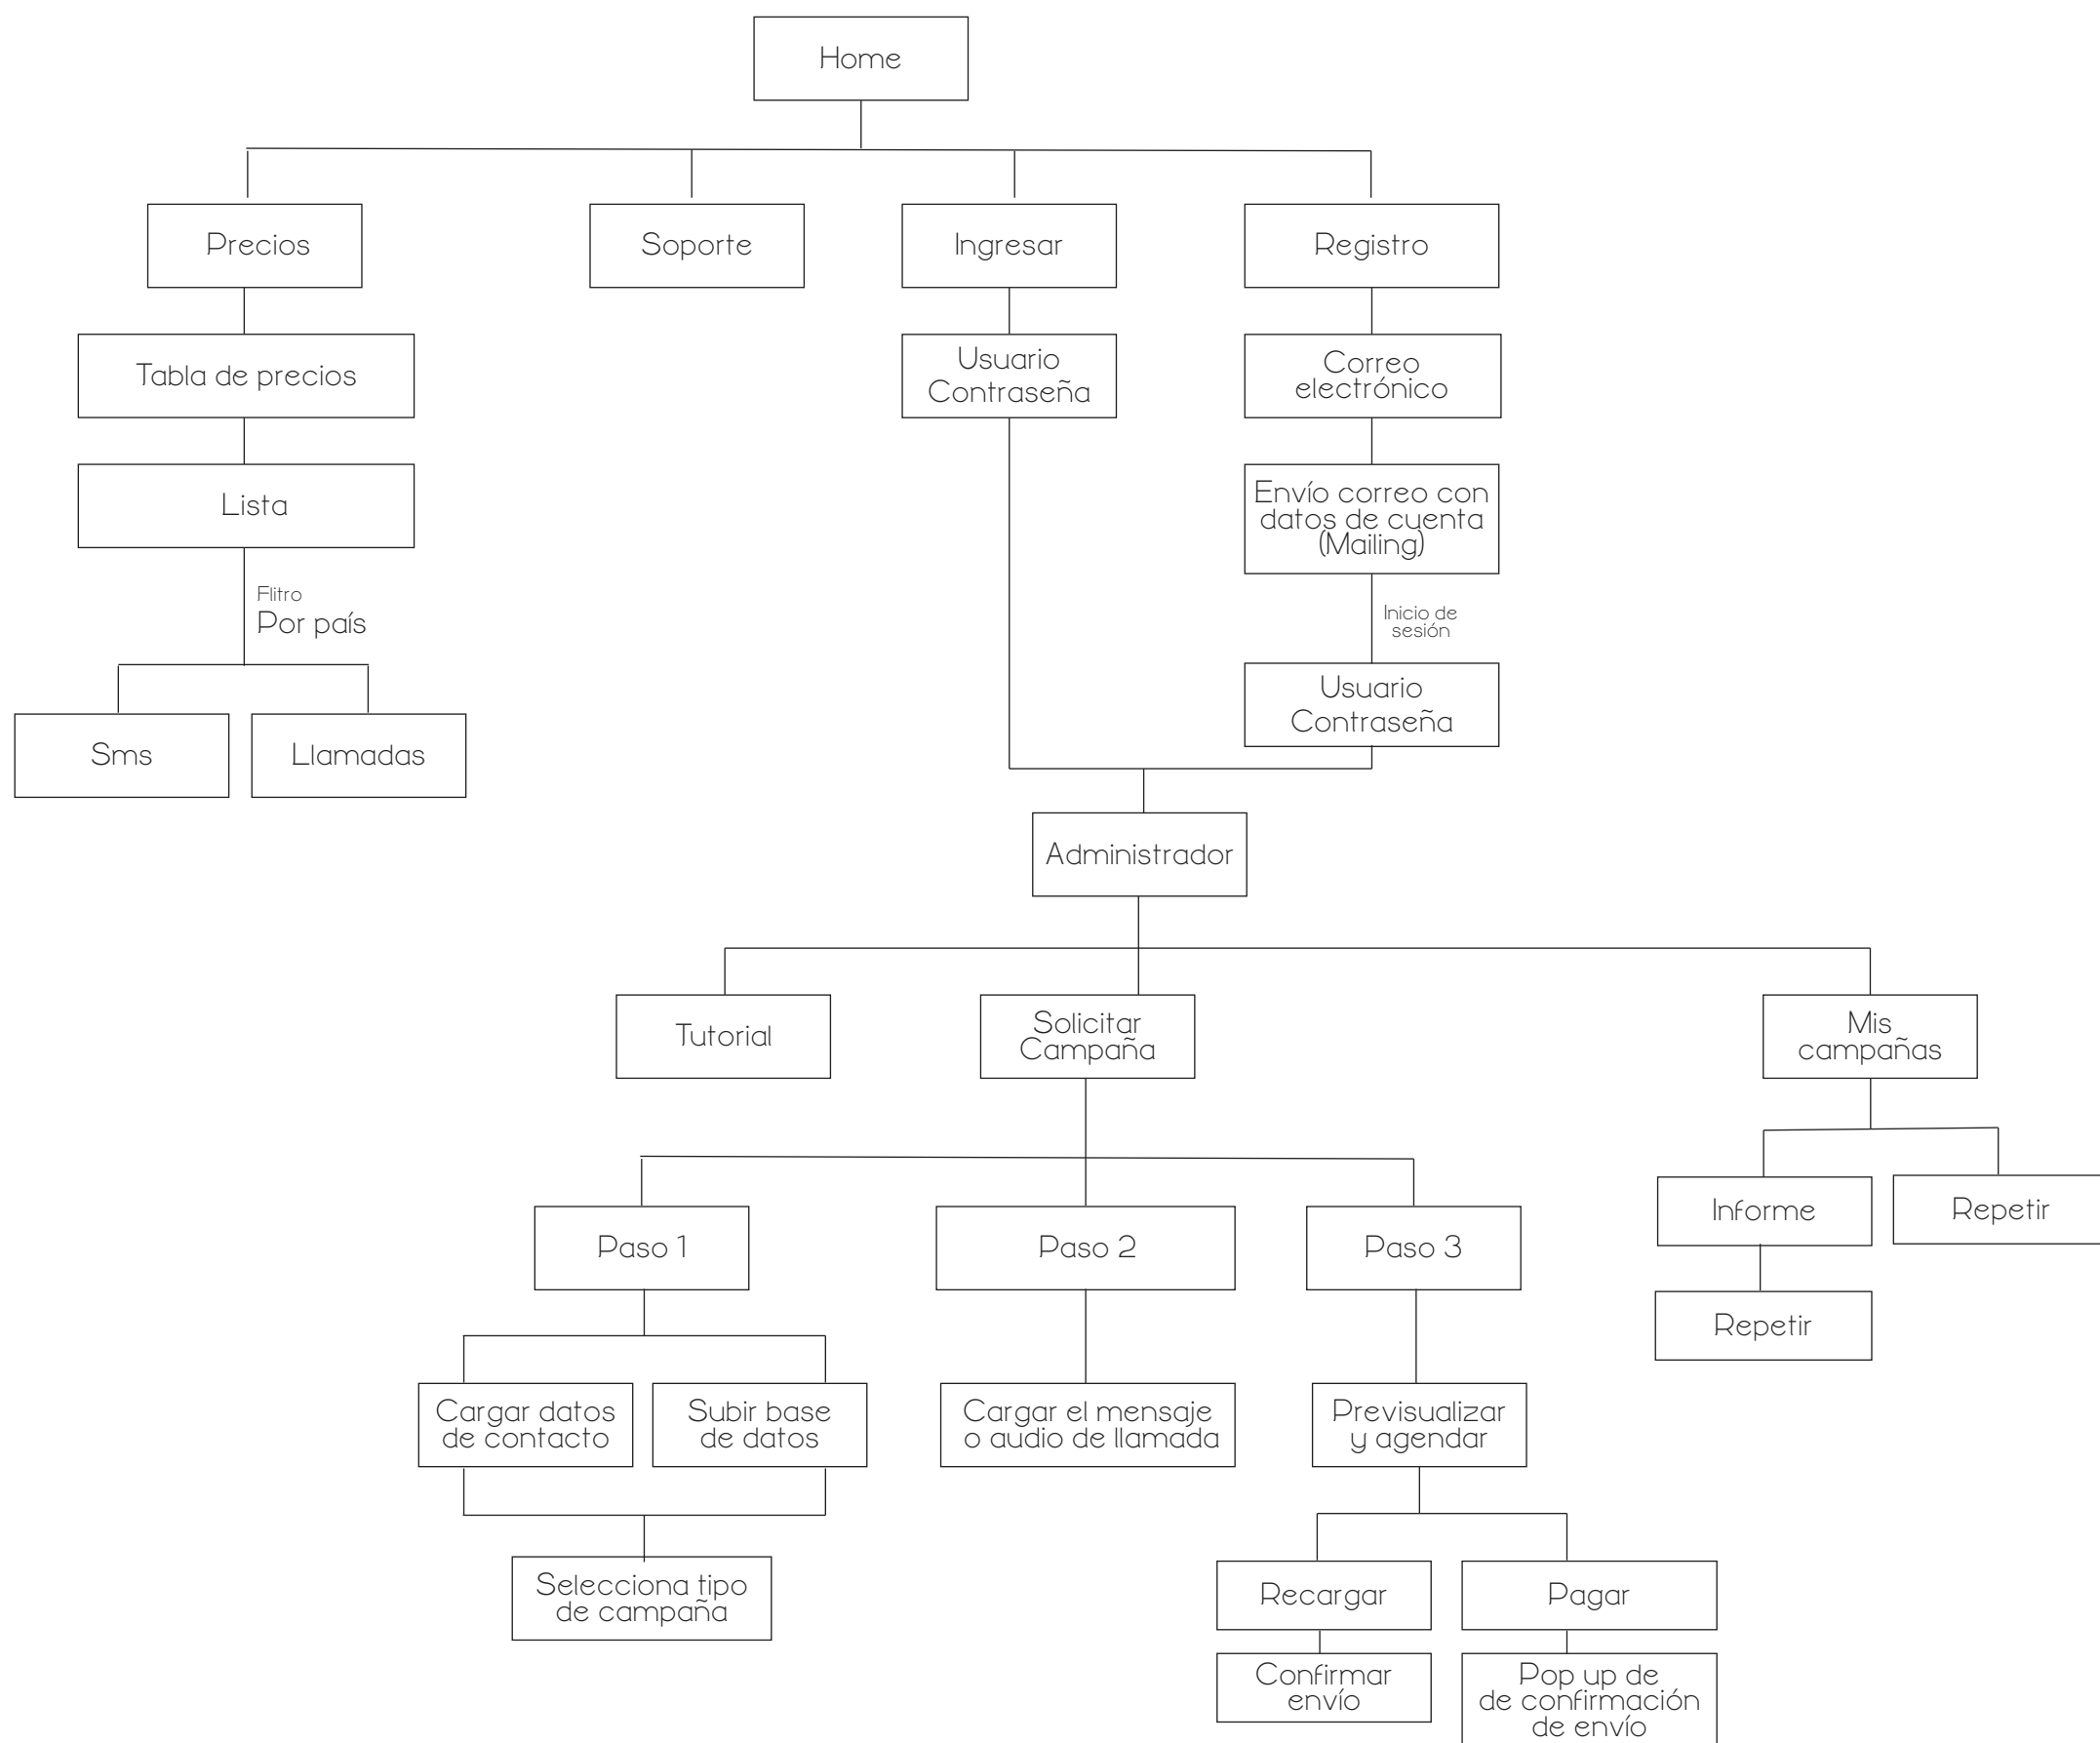 Home
Precios
Soporte
Ingresar
Registro
Tabla de precios
Usuario
Contraseña
Correo
electrónico
Lista
Envío correo con
datos de cuenta
(Mailing)
Flitro
Por país
Inicio de
sesión
Sms
Llamadas
Usuario
Contraseña
Administrador
Tutorial
Solicitar
Campaña
Mis
campañas
Paso 1
Paso 2
Paso 3
Informe
Repetir
Repetir
Cargar datos
de contacto
Subir base
de datos
Cargar el mensaje
o audio de llamada
Previsualizar
y agendar
Selecciona tipo
de campaña
Recargar
Pagar
Confirmar
envío
Pop up de
de confirmación
de envío